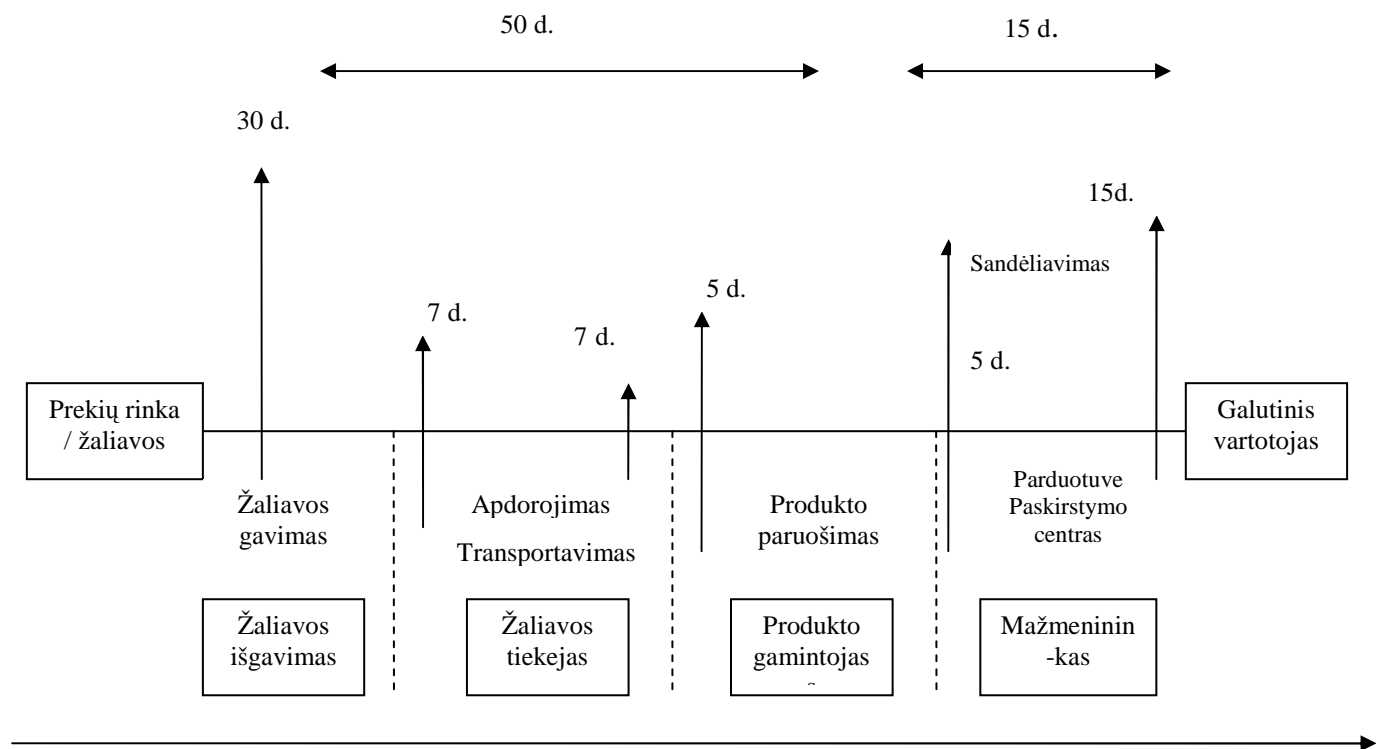 50 d.
15 d.
30 d.
15d.
Sandėliavimas
5 d.
7 d.
7 d.
5 d.
Prekių rinka
/ žaliavos
Galutinis
vartotojas
Žaliavos
gavimas
Apdorojimas
Transportavimas
Produkto
paruošimas
Parduotuve
Paskirstymo
centras
Žaliavos
išgavimas
Žaliavos
tiekejas
Produkto
gamintojas
Mažmeninin
-kas